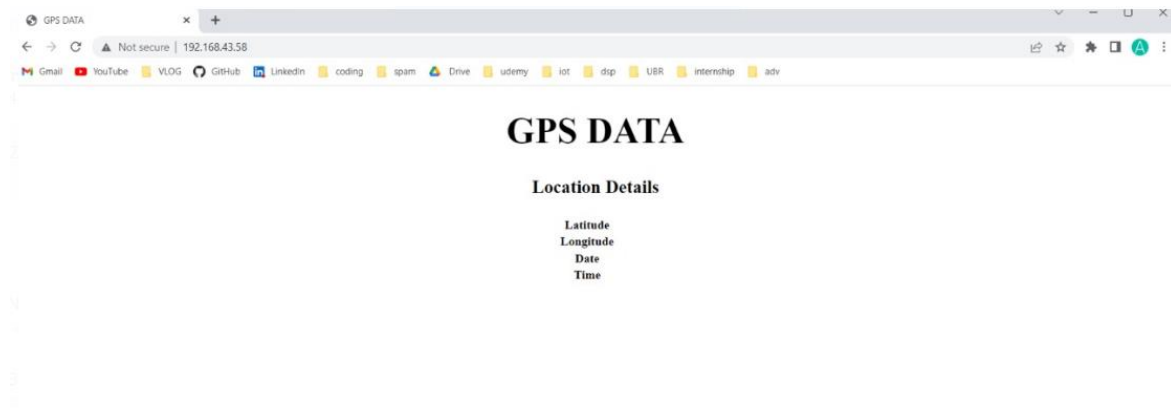 GPS DATA
Not secure | 192.168.43.58
Gmail YouTube VLOG GitHub LinkedIn coding spam Drive udemy iot dsp UBR internship adv
GPS DATA
Location Details
Latitude
Longitude
Date
Time